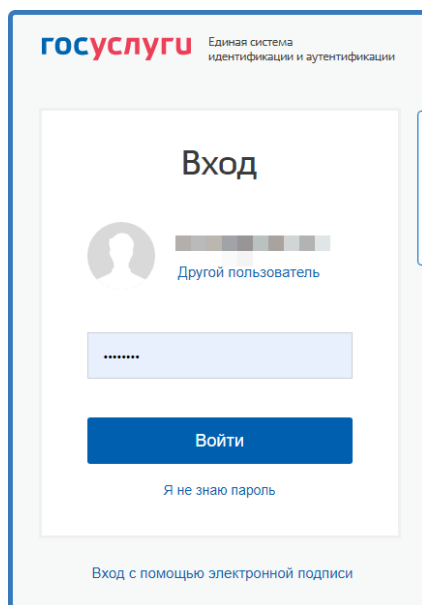 госуслуги
Единая система
идентификации и аутентификации
Вход
Другой пользователь
••••••••
Войти
Я не знаю пароль
Вход с помощью электронной подписи